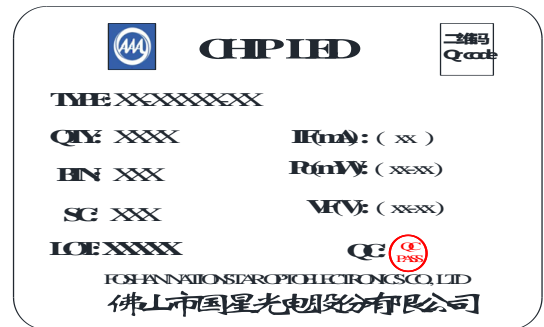 AAA
CHIP LED
二维码
Qr code
TYPE: XX-XXXXXX-XX
QTY: XXXX
IF(mA): ( xx )
BIN: XXX
Po(mW): ( xx-xx)
SC: XXX
VF(V): ( xx-xx)
LOT: XXXXX
QC: QC PASS
FOSHAN NATIONSTAR OPTOELECTRONICS CO., LTD
佛山市国星光电股份有限公司